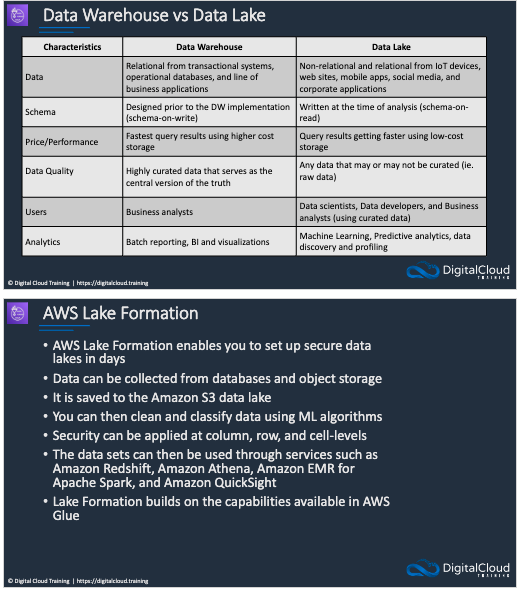 Data Warehouse vs Data Lake
Characteristics Data Warehouse Data Lake
Data
Relational from transactional systems,
operational databases, and line of
business applications
Non-relational and relational from IoT devices,
web sites, mobile apps, social media, and
corporate applications
Schema
Designed prior to the DW implementation
(schema-on-write)
Written at the time of analysis (schema-on-
read)
Price/Performance
Fastest query results using higher cost
storage
Query results getting faster using low-cost
storage
Data Quality
Highly curated data that serves as the
central version of the truth
Any data that may or may not be curated (ie.
raw data)
Users
Business analysts
Data scientists, Data developers, and Business
analysts (using curated data)
Analytics
Batch reporting, BI and visualizations
Machine Learning, Predictive analytics, data
discovery and profiling
© Digital Cloud Training | https://digitalcloud.training
DigitalCloud
TRAINING
AWS Lake Formation
• AWS Lake Formation enables you to set up secure data
lakes in days
• Data can be collected from databases and object storage
• It is saved to the Amazon S3 data lake
• You can then clean and classify data using ML algorithms
• Security can be applied at column, row, and cell-levels
• The data sets can then be used through services such as
Amazon Redshift, Amazon Athena, Amazon EMR for
Apache Spark, and Amazon QuickSight
• Lake Formation builds on the capabilities available in AWS
Glue
© Digital Cloud Training | https://digitalcloud.training
DigitalCloud
TRAINING